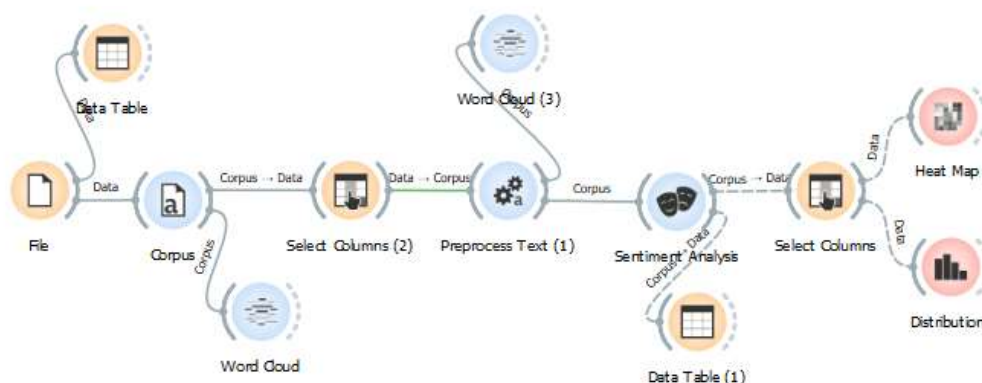 Data Table
Data
Word Cloud (3)
Corpus
File
Data
Corpus
Corpus → Data
Select Columns (2)
Data → Corpus
Preprocess Text (1)
Corpus
Sentiment Analysis
Corpus → Data
Select Columns
Data
Heat Map
Data
Distribution
Corpus
Word Cloud
Corpus → Data
Data Table (1)
a
a